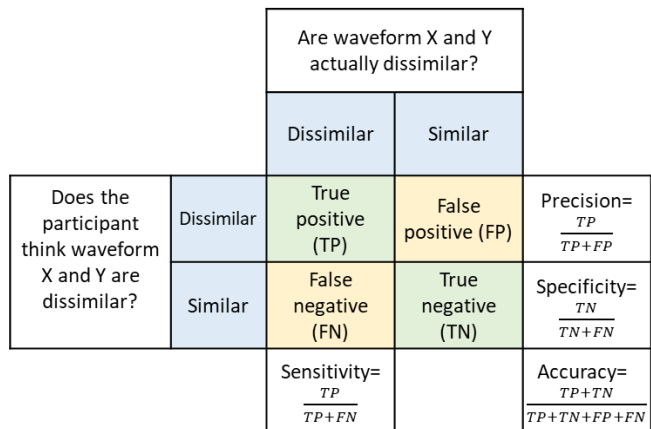 Are waveform X and Y
actually dissimilar?
Dissimilar
Similar
Does the
participant
think waveform
X and Y are
dissimilar?
Dissimilar
True
positive
(TP)
False
positive (FP)
Precision=
TP
TP+FP
Similar
False
negative
(FN)
True
negative
(TN)
Specificity=
TN
TN+FN
Sensitivity=
TP
TP+FN
Accuracy=
TP+TN
TP+TN+FP+FN